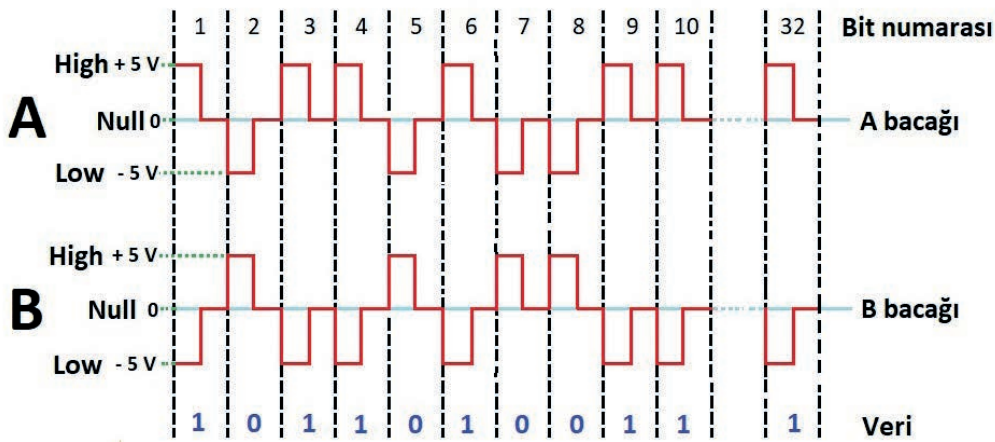 1 2 3 4 5 6 7 8 9 10 32 Bit numarası
High + 5 V
A Null 0 A bacağı
Low - 5 V
High + 5 V
B Null 0 B bacağı
Low - 5 V
1 0 1 1 0 1 0 0 1 1 1 Veri